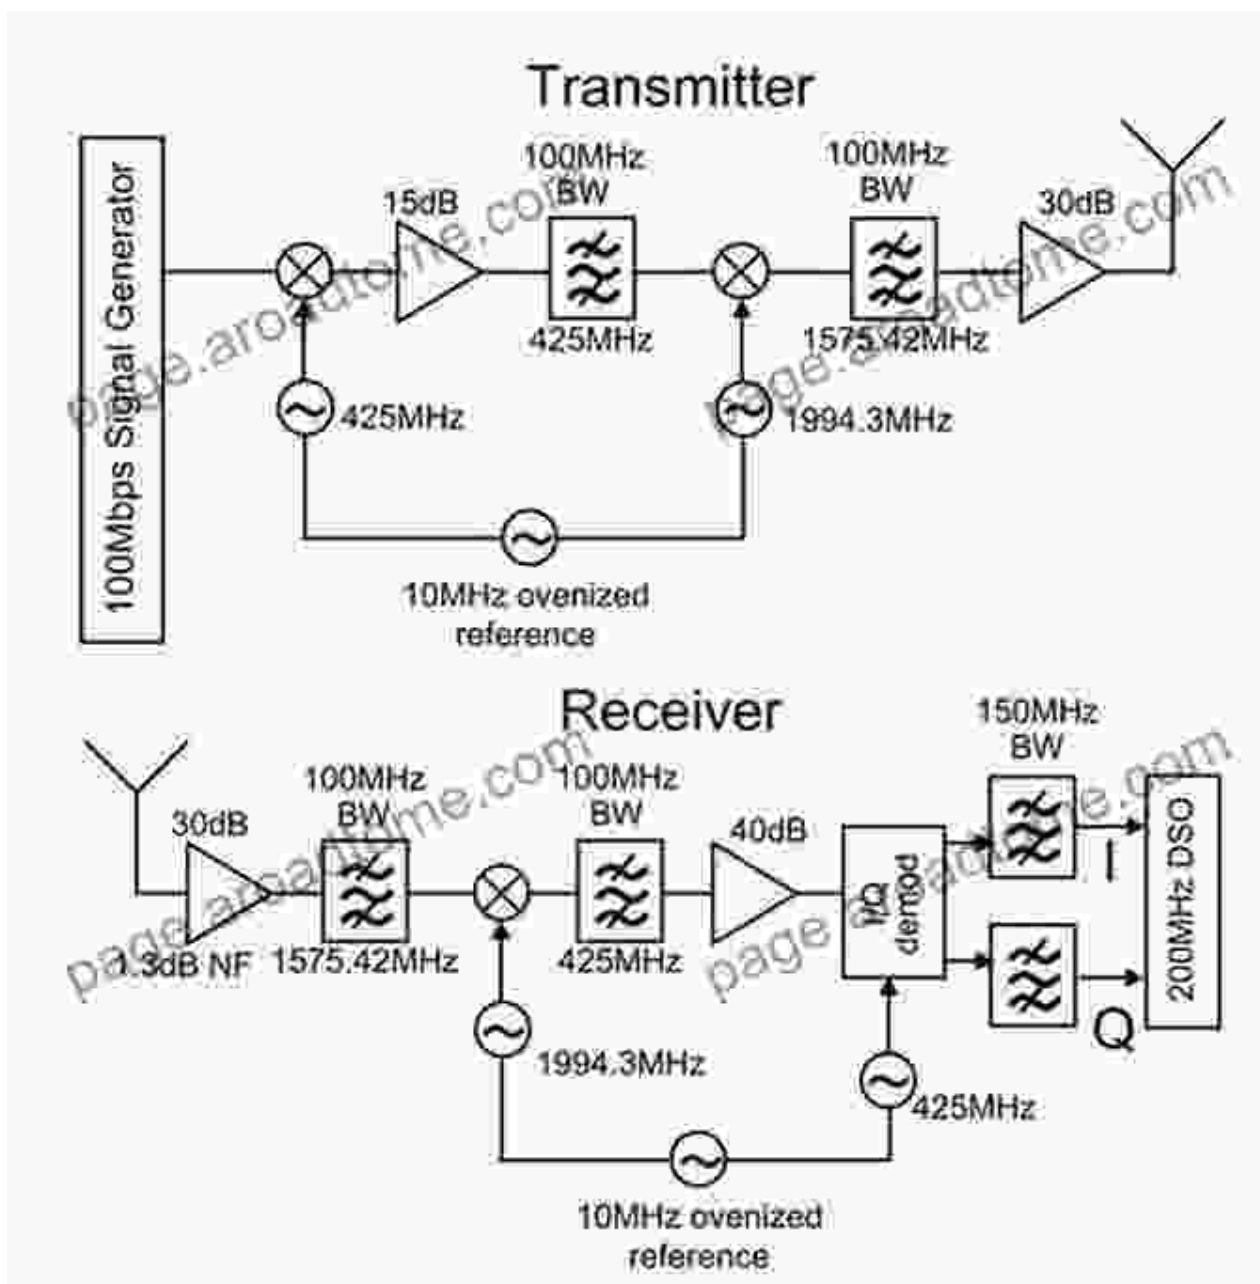 Transmitter
100Mbps Signal Generator
15dB
100MHz
BW
425MHz
100MHz
BW
1575.42MHz
30dB
425MHz
1994.3MHz
10MHz ovenized
reference
page.aroadtome.com
page.aroadtome.com
Receiver
30dB
1.3dB NF
100MHz
BW
1575.42MHz
100MHz
BW
425MHz
40dB
I/Q
demod
150MHz
BW
I
Q
200MHz DSO
1994.3MHz
425MHz
10MHz ovenized
reference
page.aroadtome.com
page.aroadtome.com